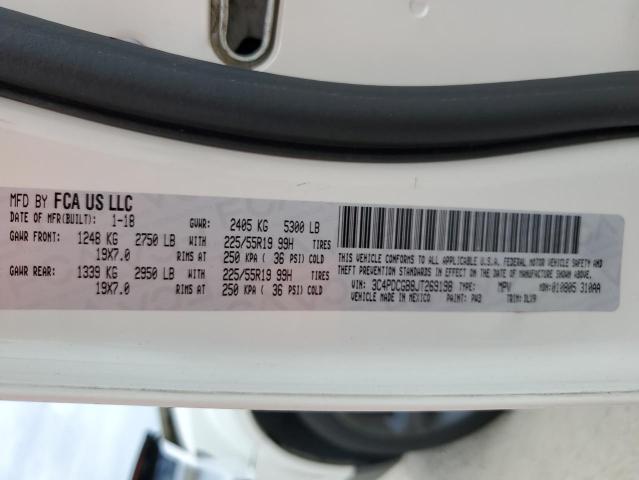 MFD BY FCA US LLC
DATE OF MFR(BUILT): 1-18 GVWR: 2405 KG 5300 LB
GAWR FRONT: 1248 KG 2750 LB WITH 225/55R19 99H TIRES
19X7.0 RIMS AT 250 KPA ( 36 PSI) COLD
GAWR REAR: 1339 KG 2950 LB WITH 225/55R19 99H TIRES
19X7.0 RIMS AT 250 KPA ( 36 PSI) COLD
THIS VEHICLE CONFORMS TO ALL APPLICABLE U.S.A. FEDERAL MOTOR VEHICLE SAFETY AND
THEFT PREVENTION STANDARDS IN EFFECT ON THE DATE OF MANUFACTURE SHOWN ABOVE.
VIN: 3C4PDCGB8JT269198 TYPE: MPV MDH: 010805 310AA
VEHICLE MADE IN MEXICO PAINT: PW3 TRIM: DLX9